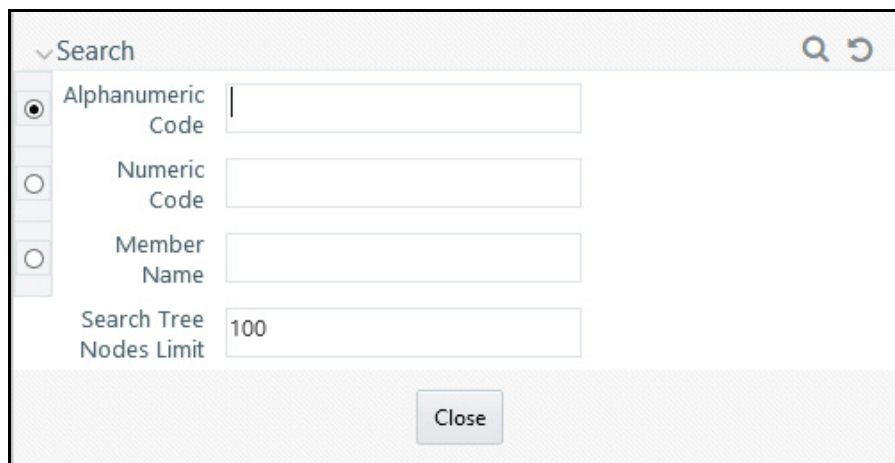 Search
Alphanumeric
Code
Numeric
Code
Member
Name
Search Tree
Nodes Limit
100
Close